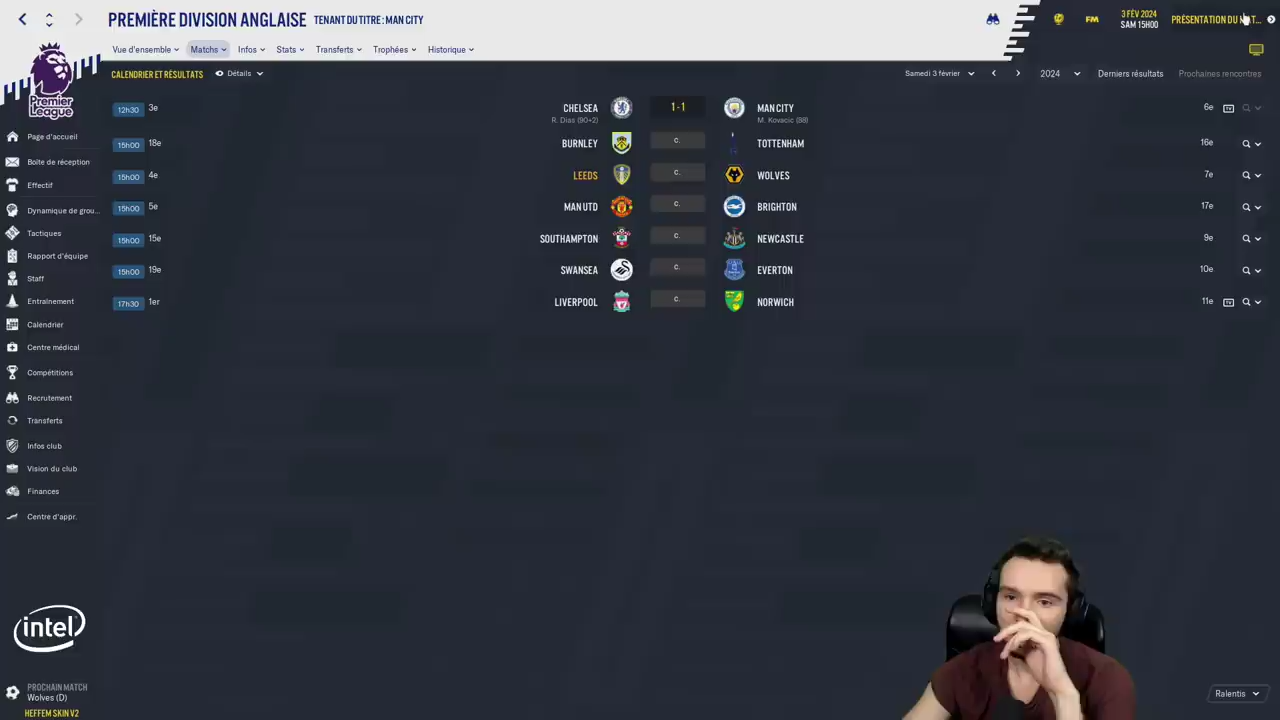 PREMIÈRE DIVISION ANGLAISE TENANT DU TITRE : MAN CITY
3 FÉV 2024
SAM 15H00
FM
PRÉSENTATION DU MAT...
Vue d'ensemble Matchs Infos Stats Transferts Trophées Historique
Premier League
CALENDRIER ET RÉSULTATS Détails Samedi 3 février 2024 Derniers résultats Prochaines rencontres
12h30 3e CHELSEA 1 - 1 MAN CITY 6e
R. Dias (90+2) M. Kovacic (88)
15h00 18e BURNLEY c. TOTTENHAM 16e
15h00 4e LEEDS c. WOLVES 7e
15h00 5e MAN UTD c. BRIGHTON 17e
15h00 15e SOUTHAMPTON c. NEWCASTLE 9e
15h00 19e SWANSEA c. EVERTON 10e
17h30 1er LIVERPOOL c. NORWICH 11e
Page d'accueil
Boîte de réception
Effectif
Dynamique de grou...
Tactiques
Rapport d'équipe
Staff
Entraînement
Calendrier
Centre médical
Compétitions
Recrutement
Transferts
Infos club
Vision du club
Finances
Centre d'appr.
intel
PROCHAIN MATCH
Wolves (D)
HEFFEM SKIN V2
Ralentis